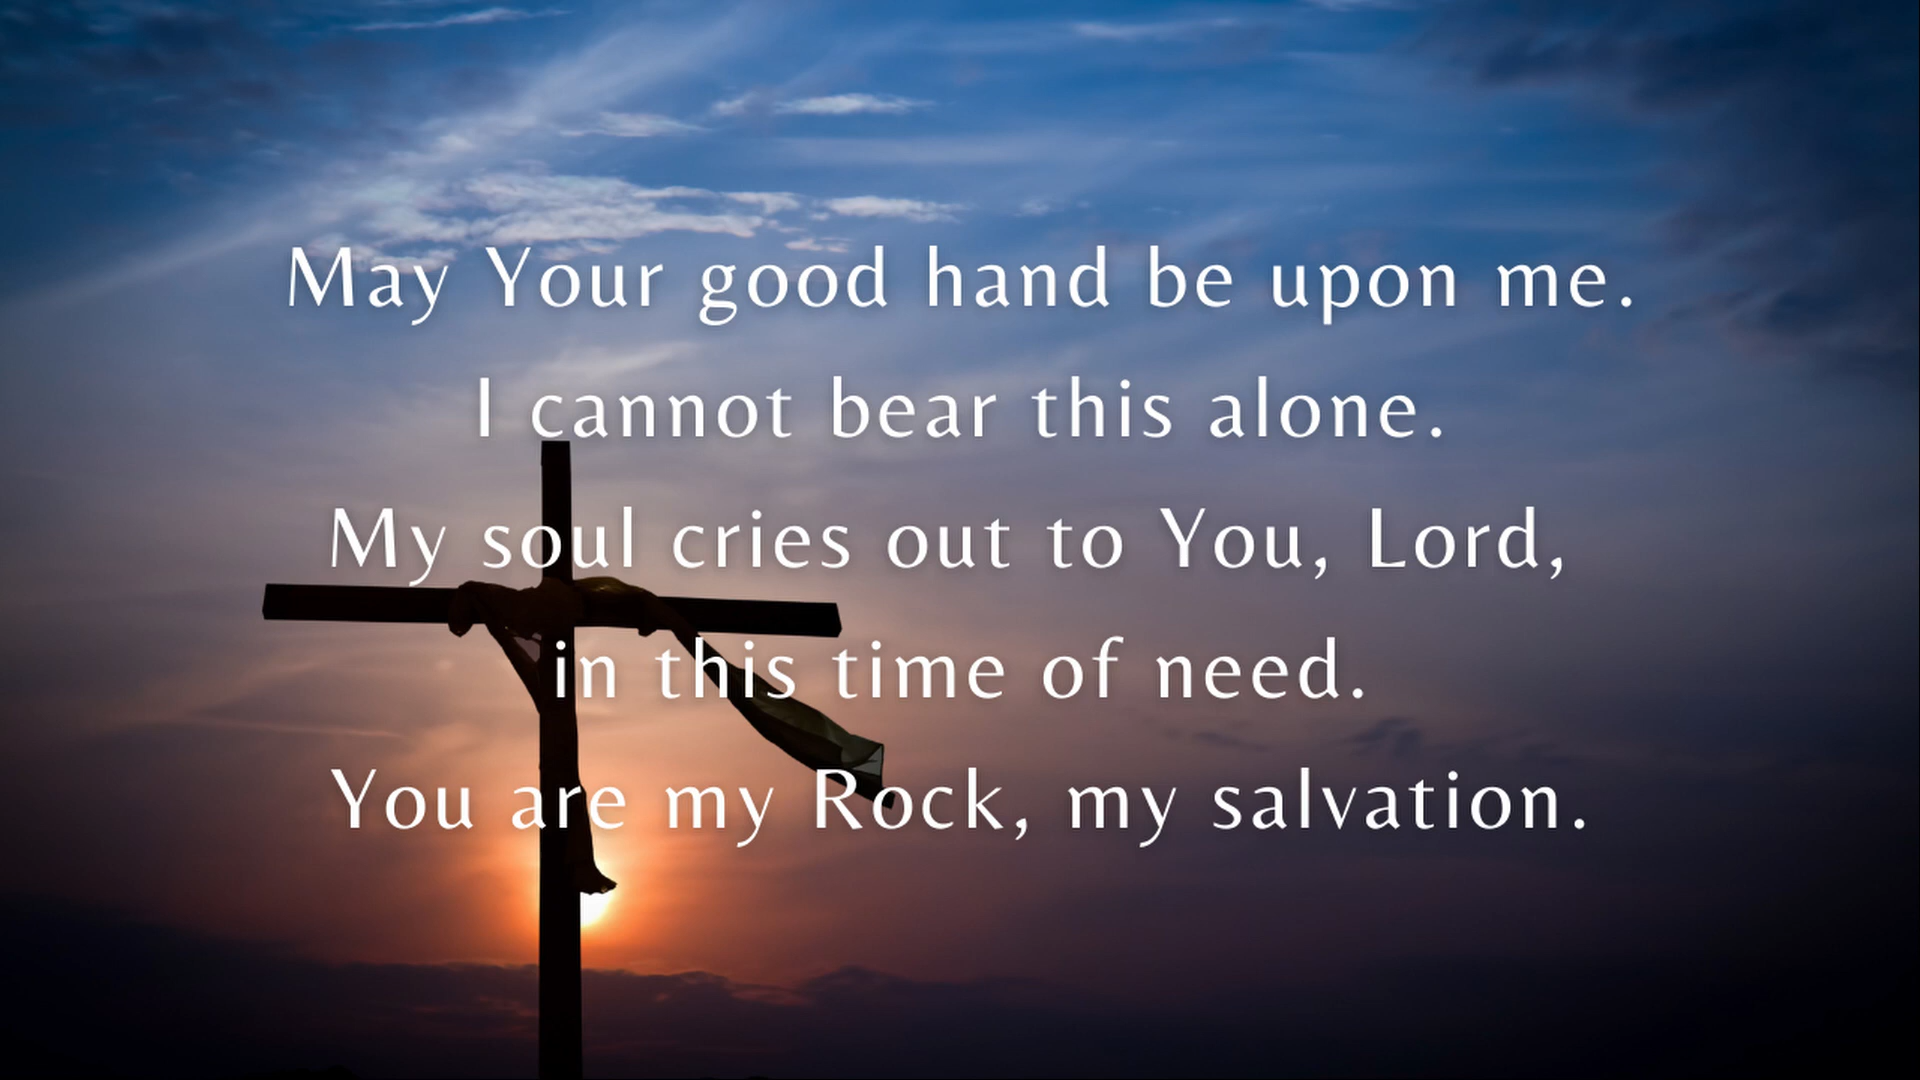 May Your good hand be upon me.
I cannot bear this alone.
My soul cries out to You, Lord,
in this time of need.
You are my Rock, my salvation.